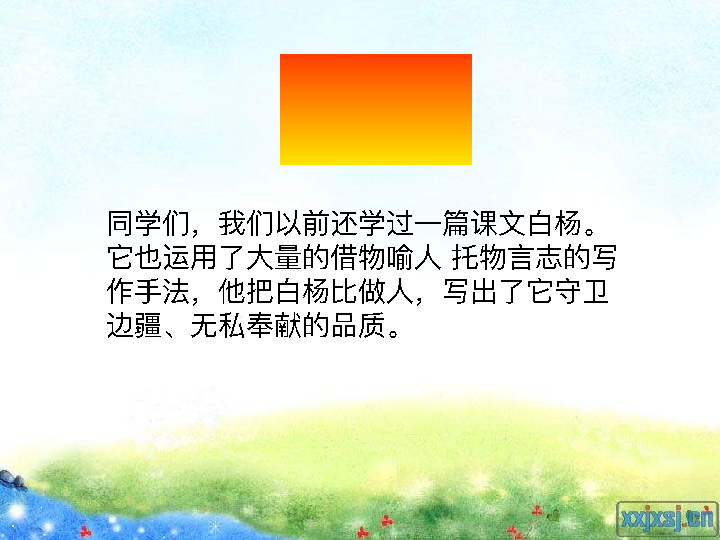 同学们，我们以前还学过一篇课文白杨。
它也运用了大量的借物喻人 托物言志的写
作手法，他把白杨比做人，写出了它守卫
边疆、无私奉献的品质。
xxjxsj.cn